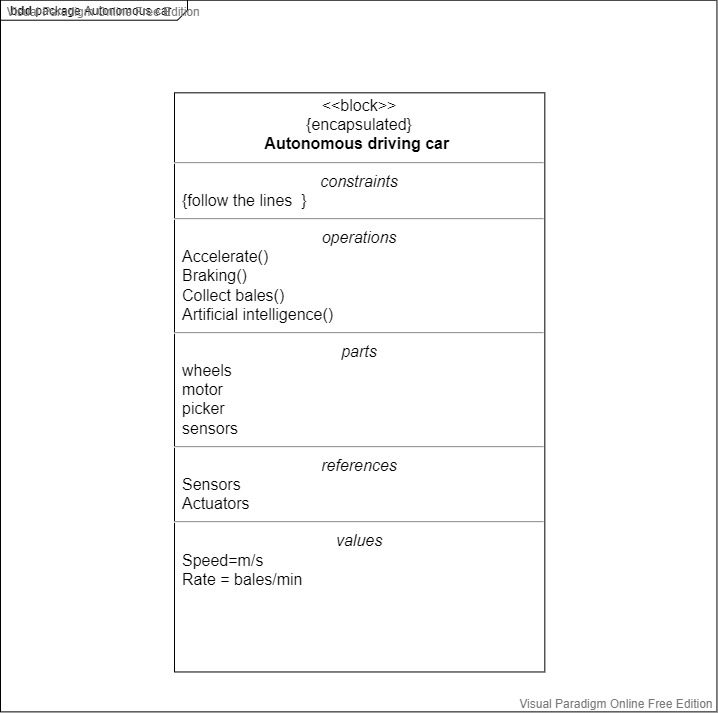 bdd package Autonomous car
Visual Paradigm Online Free Edition
<<block>>
{encapsulated}
Autonomous driving car
constraints
{follow the lines  }
operations
Accelerate()
Braking()
Collect bales()
Artificial intelligence()
parts
wheels
motor
picker
sensors
references
Sensors
Actuators
values
Speed=m/s
Rate = bales/min
Visual Paradigm Online Free Edition